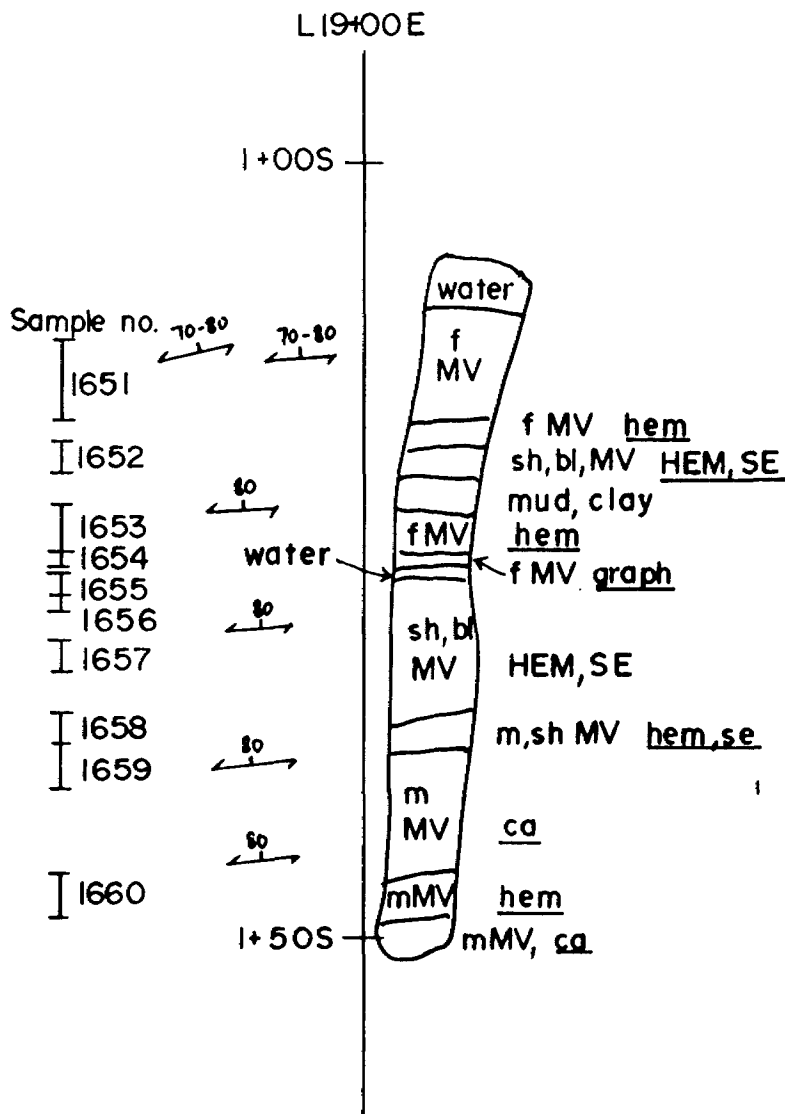 L19+00E
1+00S
water
Sample no.
70-80
70-80
f
MV
1651
f MV hem
1652
sh, bl, MV HEM, SE
mud, clay
80
1653
f MV
hem
1654
water
f MV graph
1655
1656
80
sh, bl
MV
1657
HEM, SE
1658
m, sh MV hem, se
80
1659
m
MV
ca
80
1660
mMV
hem
1+50S
mMV, ca